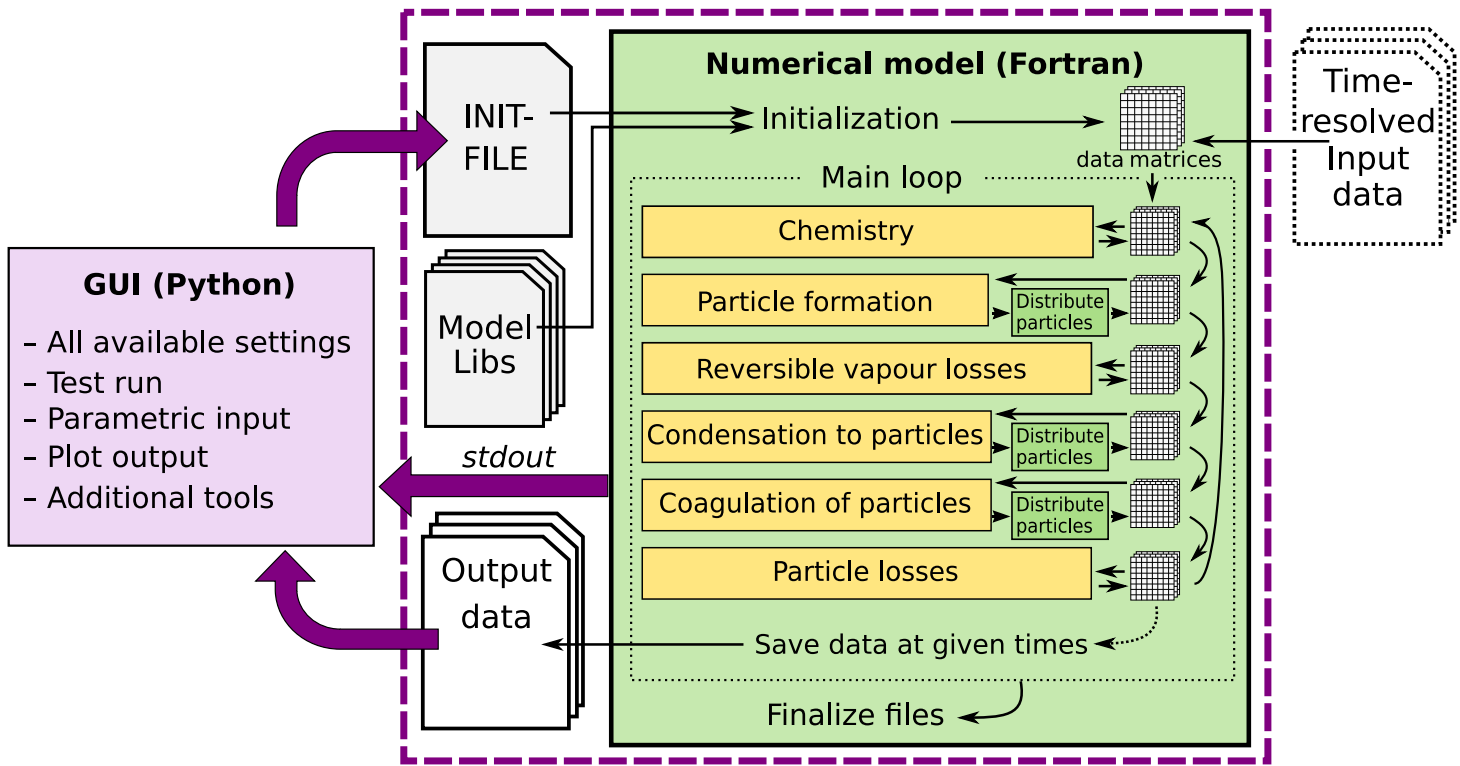 GUI (Python)
– All available settings
– Test run
– Parametric input
– Plot output
– Additional tools
INIT-
FILE
Model
Libs
stdout
Output
data
Numerical model (Fortran)
Initialization
data matrices
Main loop
Chemistry
Particle formation
Distribute
particles
Reversible vapour losses
Condensation to particles
Distribute
particles
Coagulation of particles
Distribute
particles
Particle losses
Save data at given times
Finalize files
Time-
resolved
Input
data